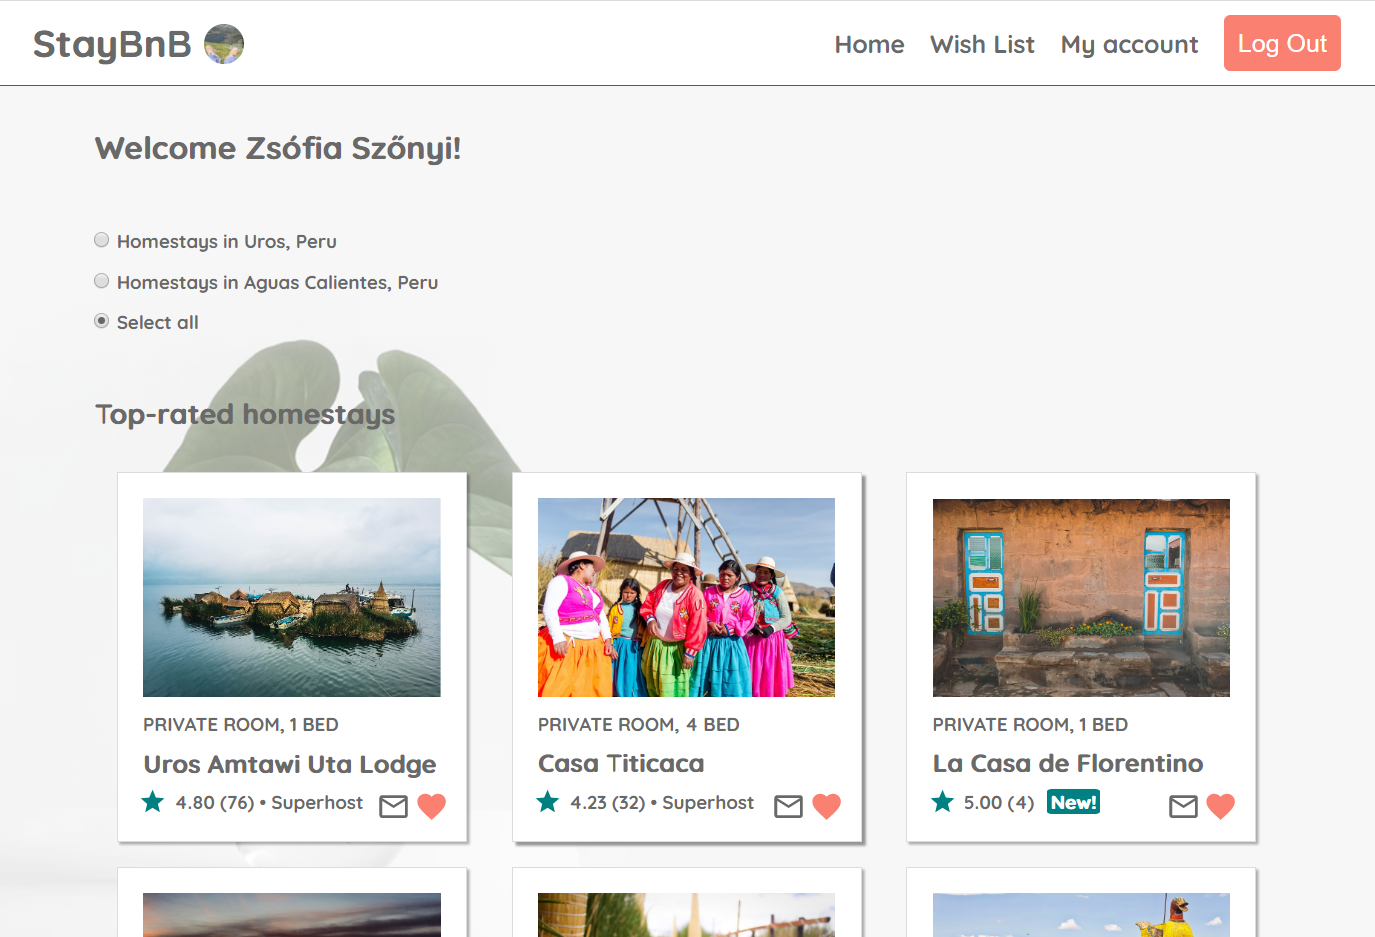 StayBnB
Home Wish List My account Log Out
Welcome Zsófia Szőnyi!
Homestays in Uros, Peru
Homestays in Aguas Calientes, Peru
Select all
Top-rated homestays
PRIVATE ROOM, 1 BED
Uros Amtawi Uta Lodge
4.80 (76) • Superhost
PRIVATE ROOM, 4 BED
Casa Titicaca
4.23 (32) • Superhost
PRIVATE ROOM, 1 BED
La Casa de Florentino
5.00 (4) New!